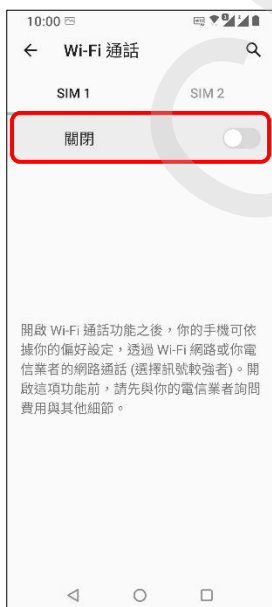 10:00
Wi-Fi 通話
SIM 1 SIM 2
關閉
開啟 Wi-Fi 通話功能之後，你的手機可依
據你的偏好設定，透過 Wi-Fi 網路或你電
信業者的網路通話 (選擇訊號較強者)。開
啟這項功能前，請先與你的電信業者詢問
費用與其他細節。